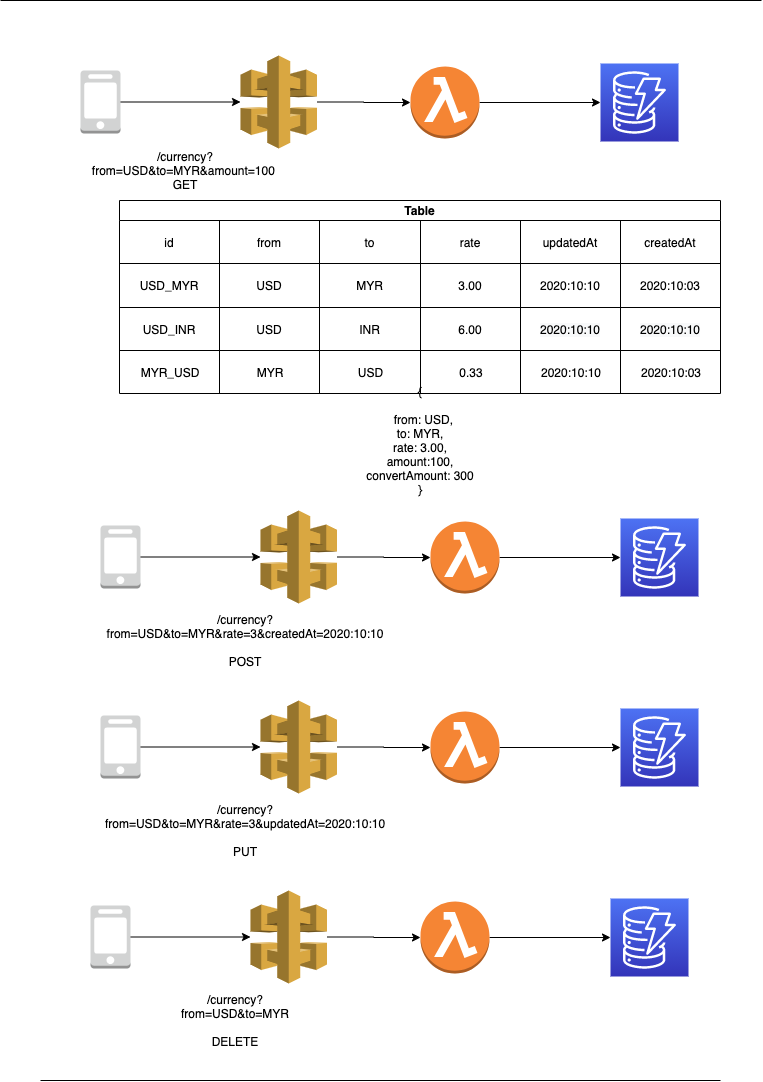 /currency?
from=USD&to=MYR&amount=100
GET
Table
id from to rate updatedAt createdAt
USD_MYR USD MYR 3.00 2020:10:10 2020:10:03
USD_INR USD INR 6.00 2020:10:10 2020:10:10
MYR_USD MYR USD 0.33 2020:10:10 2020:10:03
{
from: USD,
to: MYR,
rate: 3.00,
amount:100,
convertAmount: 300
}
/currency?
from=USD&to=MYR&rate=3&createdAt=2020:10:10
POST
/currency?
from=USD&to=MYR&rate=3&updatedAt=2020:10:10
PUT
/currency?
from=USD&to=MYR
DELETE